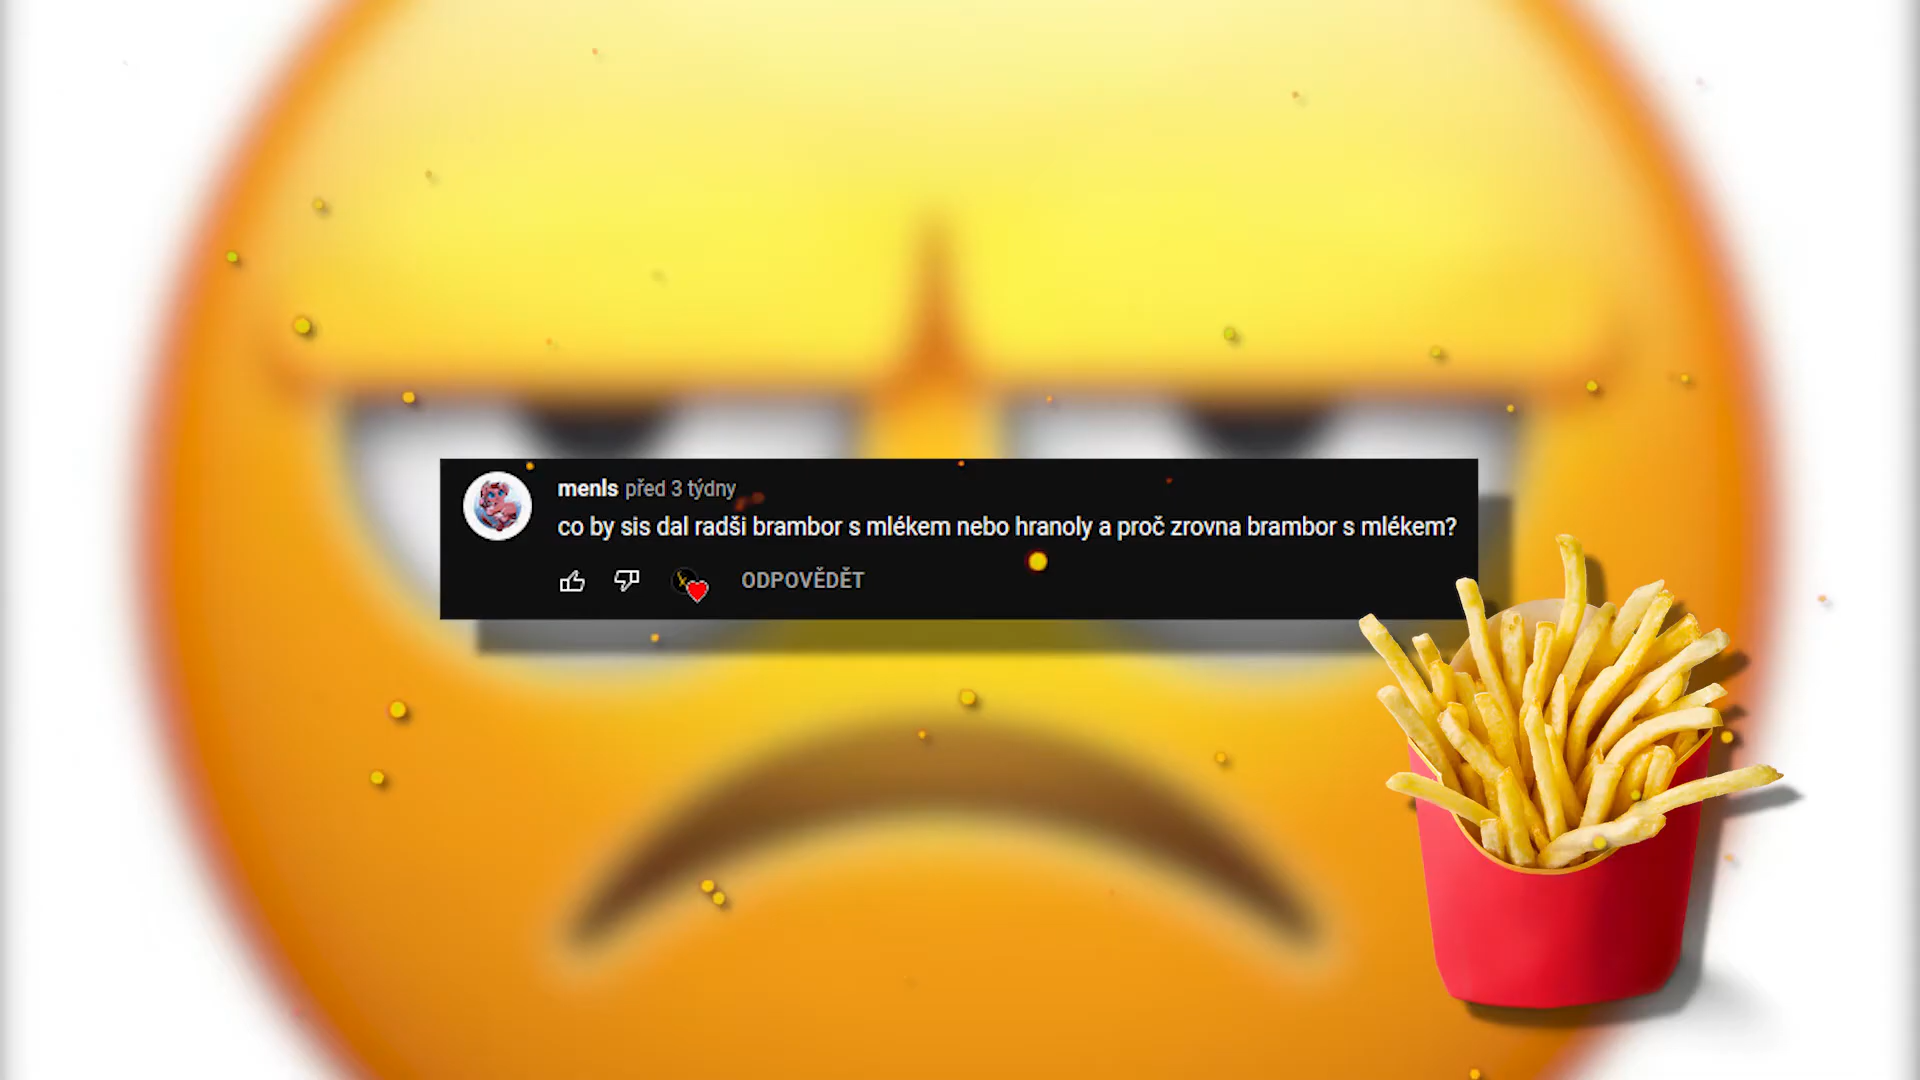 menls před 3 týdny
co by sis dal radši brambor s mlékem nebo hranoly a proč zrovna brambor s mlékem?
ODPOVĚDĚT